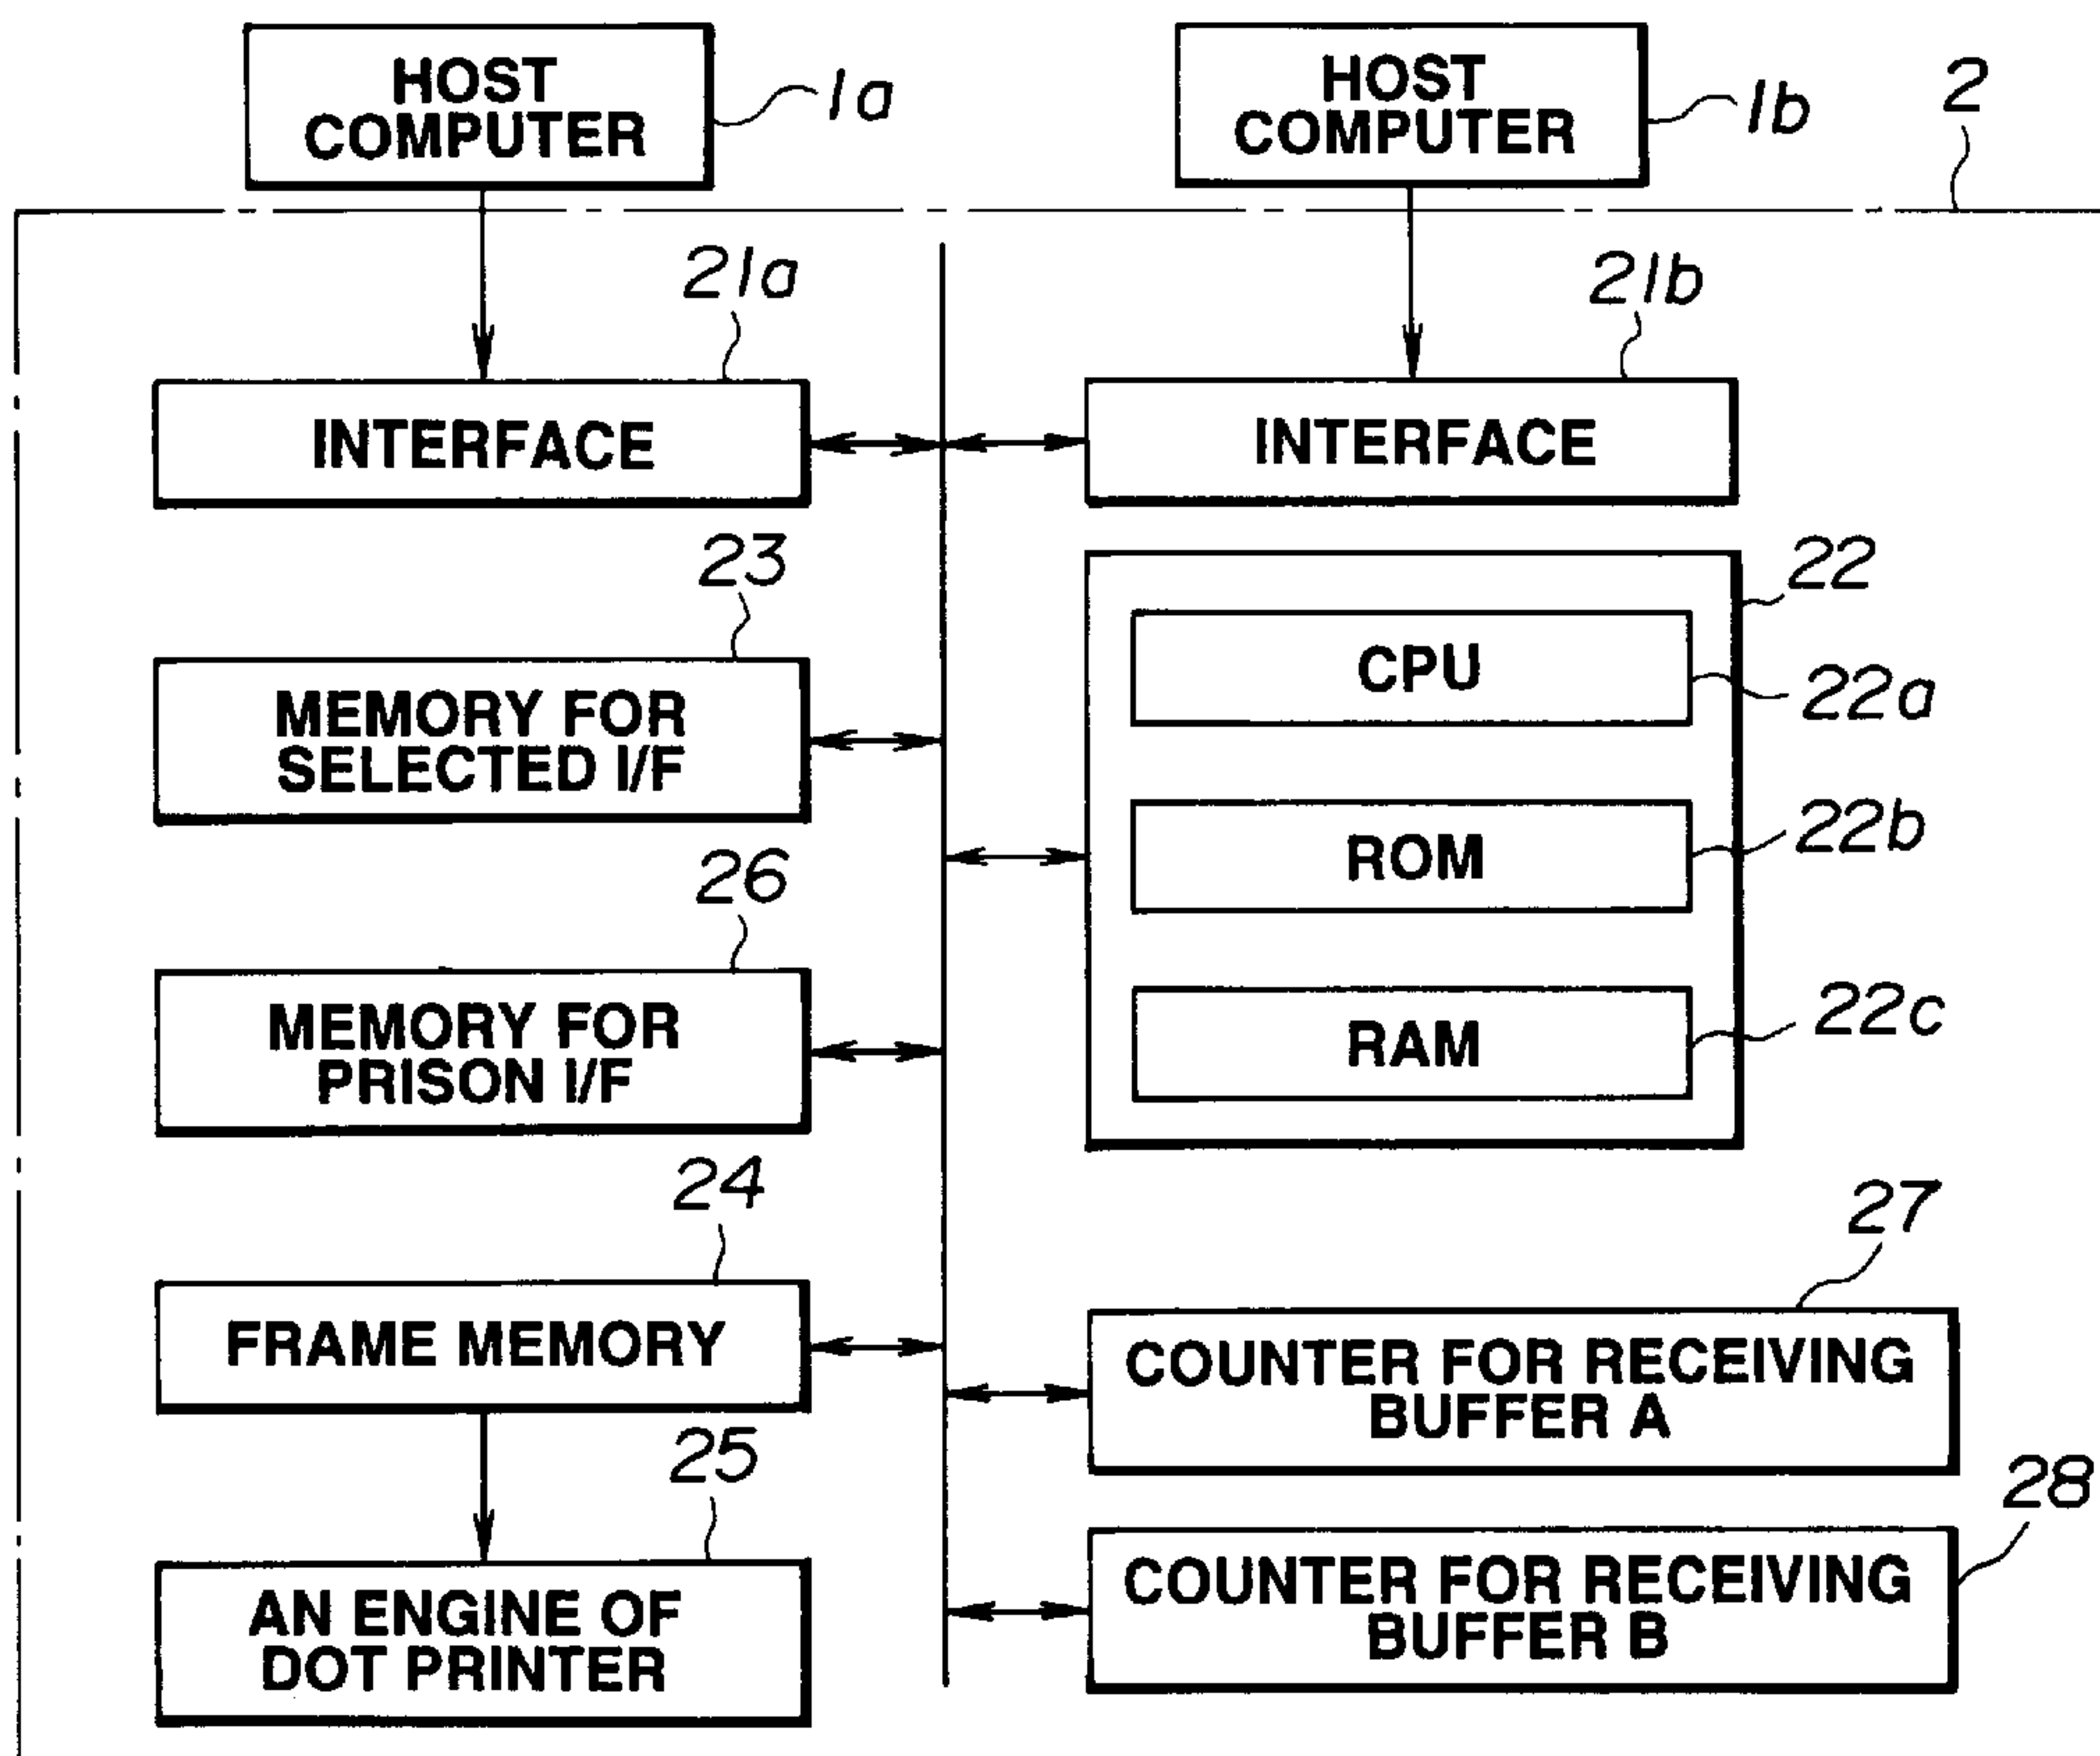 HOST
COMPUTER
1a
HOST
COMPUTER
1b
2
21a
INTERFACE
21b
INTERFACE
23
MEMORY FOR
SELECTED I/F
22
CPU
22a
ROM
22b
RAM
22c
26
MEMORY FOR
PRISON I/F
24
FRAME MEMORY
27
COUNTER FOR RECEIVING
BUFFER A
25
AN ENGINE OF
DOT PRINTER
28
COUNTER FOR RECEIVING
BUFFER B